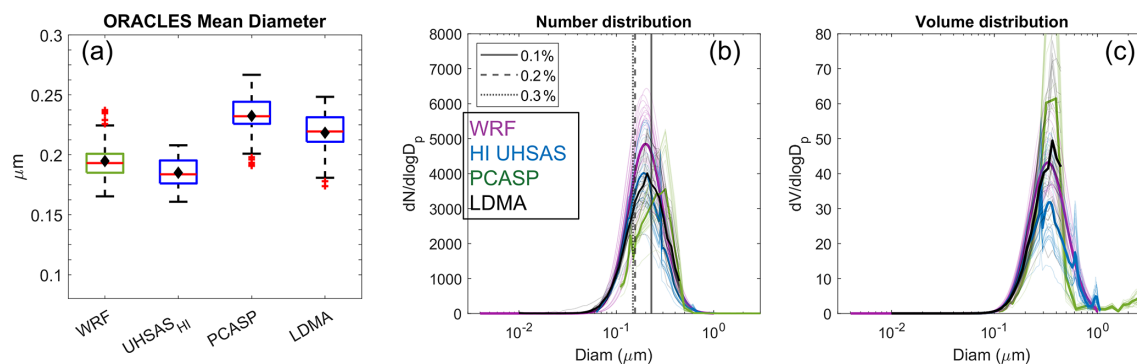 ORACLES Mean Diameter
(a)
μm
0.3
0.25
0.2
0.15
0.1
WRF
UHSAS_HI
PCASP
LDMA
Number distribution
(b)
dN/dlogD_p
8000
7000
6000
5000
4000
3000
2000
1000
0
0.1%
0.2 %
0.3 %
WRF
HI UHSAS
PCASP
LDMA
10^-2
10^-1
10^0
Diam (μm)
Volume distribution
(c)
dV/dlogD_p
80
70
60
50
40
30
20
10
0
10^-2
10^-1
10^0
Diam (μm)